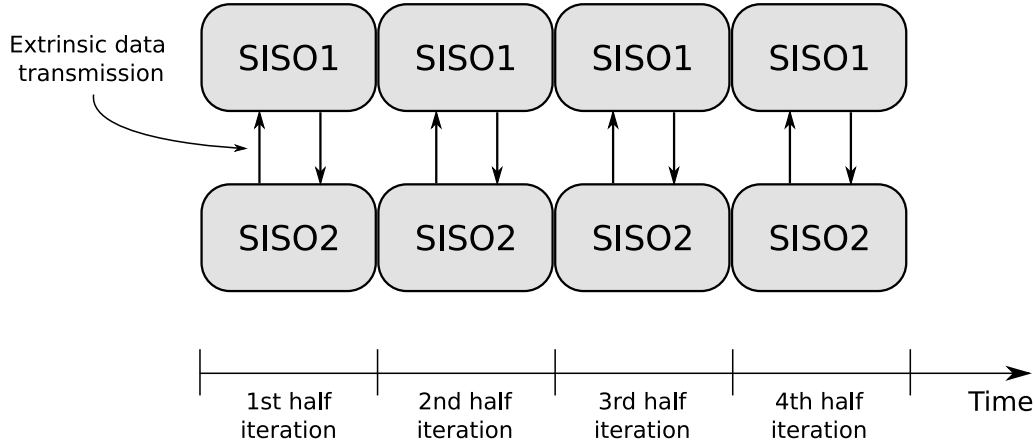 Extrinsic data
transmission
SISO1 SISO1 SISO1 SISO1
SISO2 SISO2 SISO2 SISO2
1st half
iteration
2nd half
iteration
3rd half
iteration
4th half
iteration
Time